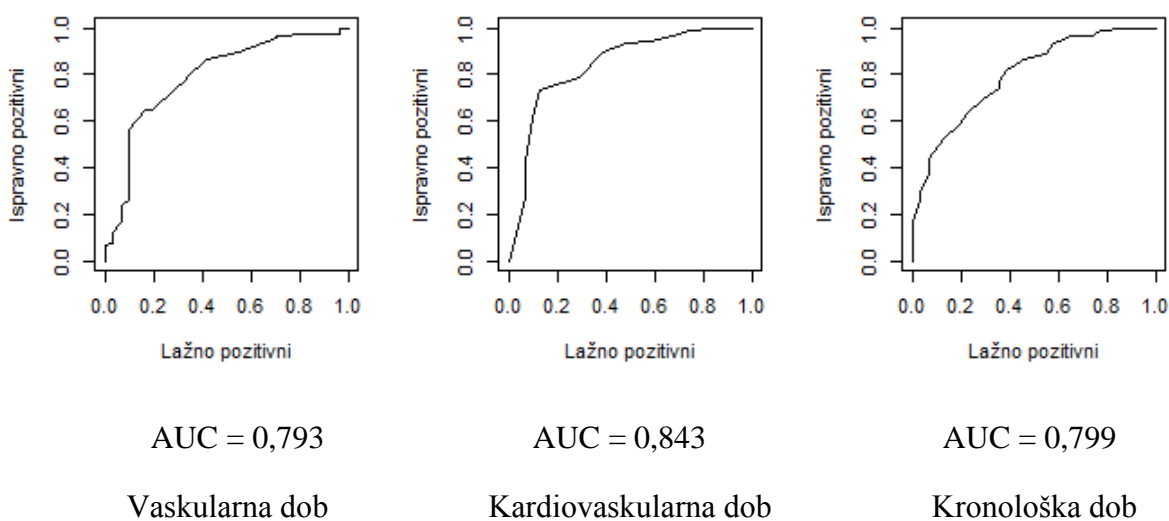 Ispravno pozitivni
0.0 0.2 0.4 0.6 0.8 1.0
0.0 0.2 0.4 0.6 0.8 1.0
Lažno pozitivni
Ispravno pozitivni
0.0 0.2 0.4 0.6 0.8 1.0
0.0 0.2 0.4 0.6 0.8 1.0
Lažno pozitivni
Ispravno pozitivni
0.0 0.2 0.4 0.6 0.8 1.0
0.0 0.2 0.4 0.6 0.8 1.0
Lažno pozitivni
AUC = 0,793 AUC = 0,843 AUC = 0,799
Vaskularna dob Kardiovaskularna dob Kronološka dob